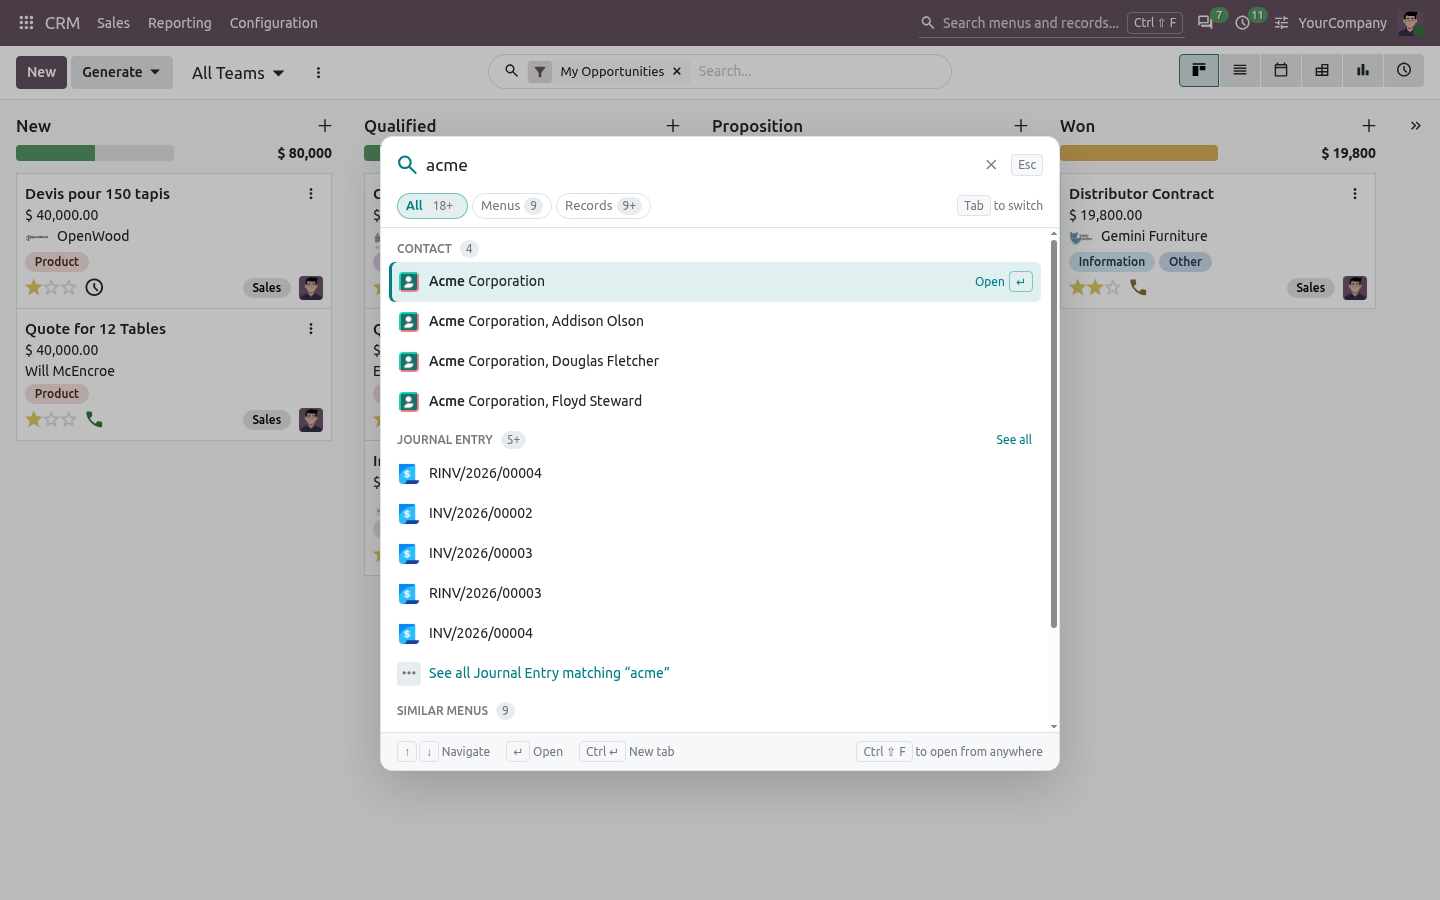 CRM Sales Reporting Configuration Search menus and records... Ctrl ⇧ F 7 11 YourCompany
New Generate All Teams My Opportunities × Search...
New Qualified Proposition Won
$ 80,000 $ 19,800
Devis pour 150 tapis
$ 40,000.00
OpenWood
Product
Sales
Quote for 12 Tables
$ 40,000.00
Will McEncroe
Product
Sales
acme Esc
All 18+ Menus 9 Records 9+ Tab to switch
CONTACT 4
Acme Corporation Open ↵
Acme Corporation, Addison Olson
Acme Corporation, Douglas Fletcher
Acme Corporation, Floyd Steward
JOURNAL ENTRY 5+ See all
RINV/2026/00004
INV/2026/00002
INV/2026/00003
RINV/2026/00003
INV/2026/00004
See all Journal Entry matching “acme”
SIMILAR MENUS 9
↑ ↓ Navigate ↵ Open Ctrl ↵ New tab Ctrl ⇧ F to open from anywhere
Distributor Contract
$ 19,800.00
Gemini Furniture
Information Other
Sales